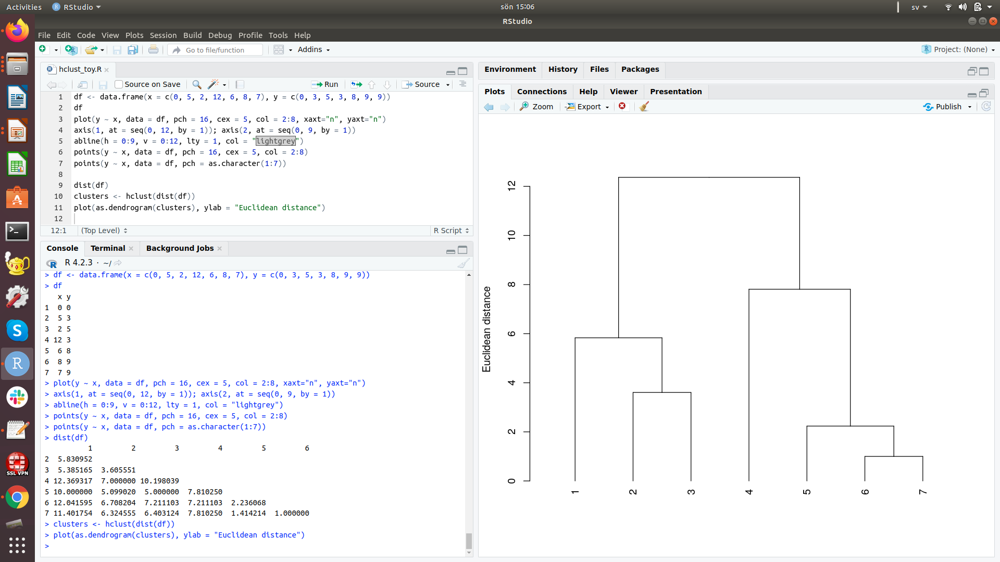 Activities RStudio sön 15:06 sv
RStudio
File Edit Code View Plots Session Build Debug Profile Tools Help
Go to file/function Addins Project: (None)
hclust_toy.R
Source on Save Run Source
1 df <- data.frame(x = c(0, 5, 2, 12, 6, 8, 7), y = c(0, 3, 5, 3, 8, 9, 9))
2 df
3 plot(y ~ x, data = df, pch = 16, cex = 5, col = 2:8, xaxt="n", yaxt="n")
4 axis(1, at = seq(0, 12, by = 1)); axis(2, at = seq(0, 9, by = 1))
5 abline(h = 0:9, v = 0:12, lty = 1, col = "lightgrey")
6 points(y ~ x, data = df, pch = 16, cex = 5, col = 2:8)
7 points(y ~ x, data = df, pch = as.character(1:7))
8
9 dist(df)
10 clusters <- hclust(dist(df))
11 plot(as.dendrogram(clusters), ylab = "Euclidean distance")
12
12:1 (Top Level) R Script
Console Terminal Background Jobs
R 4.2.3 · ~/
> df <- data.frame(x = c(0, 5, 2, 12, 6, 8, 7), y = c(0, 3, 5, 3, 8, 9, 9))
> df
x y
1 0 0
2 5 3
3 2 5
4 12 3
5 6 8
6 8 9
7 7 9
> plot(y ~ x, data = df, pch = 16, cex = 5, col = 2:8, xaxt="n", yaxt="n")
> axis(1, at = seq(0, 12, by = 1)); axis(2, at = seq(0, 9, by = 1))
> abline(h = 0:9, v = 0:12, lty = 1, col = "lightgrey")
> points(y ~ x, data = df, pch = 16, cex = 5, col = 2:8)
> points(y ~ x, data = df, pch = as.character(1:7))
> dist(df)
1 2 3 4 5 6
2 5.830952
3 5.385165 3.605551
4 12.369317 7.000000 10.198039
5 10.000000 5.099020 5.000000 7.810250
6 12.041595 6.708204 7.211103 7.211103 2.236068
7 11.401754 6.324555 6.403124 7.810250 1.414214 1.000000
> clusters <- hclust(dist(df))
> plot(as.dendrogram(clusters), ylab = "Euclidean distance")
>
Environment History Files Packages
Plots Connections Help Viewer Presentation
Zoom Export Publish
Euclidean distance
12
10
8
6
4
2
0
1 2 3 4 5 6 7
SSL VPN